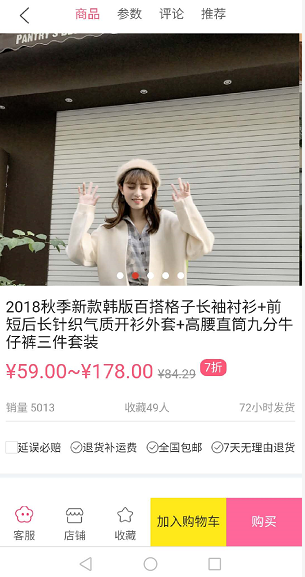 商品 参数 评论 推荐
PANTRY'S BE
2018秋季新款韩版百搭格子长袖衬衫+前
短后长针织气质开衫外套+高腰直筒九分牛
仔裤三件套装
¥59.00~¥178.00 ¥84.29 7折
销量 5013 收藏49人 72小时发货
延误必赔 退货补运费 全国包邮 7天无理由退货
客服 店铺 收藏 加入购物车 购买